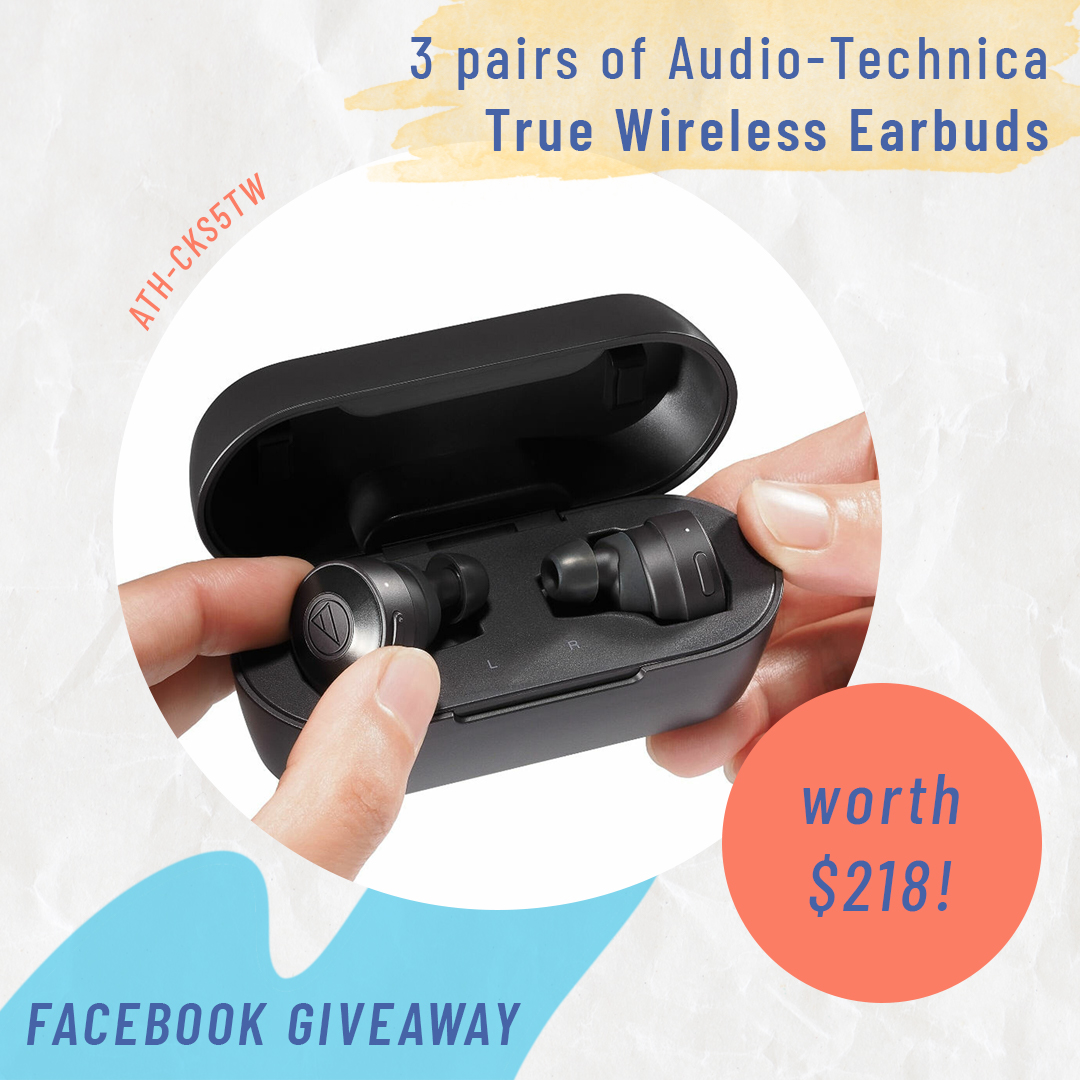 3 pairs of Audio-Technica
True Wireless Earbuds
ATH-CKS5TW
L
R
worth
$218!
FACEBOOK GIVEAWAY